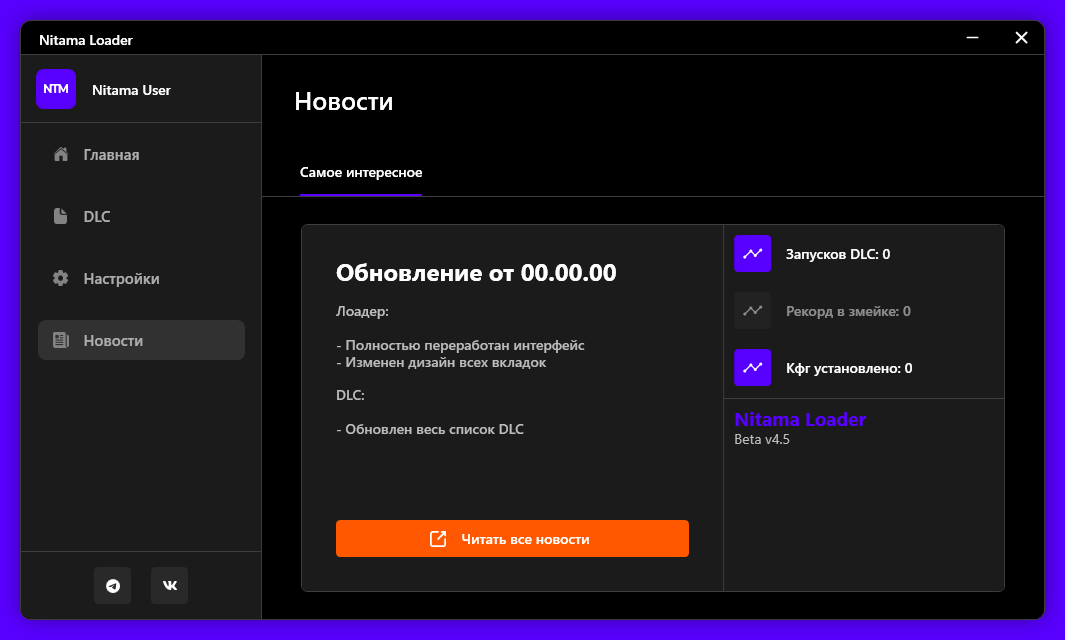 Nitama Loader
NTM
Nitama User
Главная
DLC
Настройки
Новости
Новости
Самое интересное
Обновление от 00.00.00
Лоадер:
- Полностью переработан интерфейс
- Изменен дизайн всех вкладок
DLC:
- Обновлен весь список DLC
Читать все новости
Запусков DLC: 0
Рекорд в змейке: 0
Кфг установлено: 0
Nitama Loader
Beta v4.5